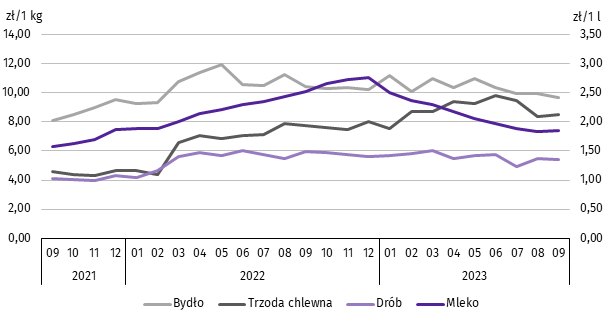 zł/1 kg zł/1 l
14,00 3,50
12,00 3,00
10,00 2,50
8,00 2,00
6,00 1,50
4,00 1,00
2,00 0,50
0,00 0,00
09 10 11 12 01 02 03 04 05 06 07 08 09 10 11 12 01 02 03 04 05 06 07 08 09
2021 2022 2023
Bydło Trzoda chlewna Drób Mleko